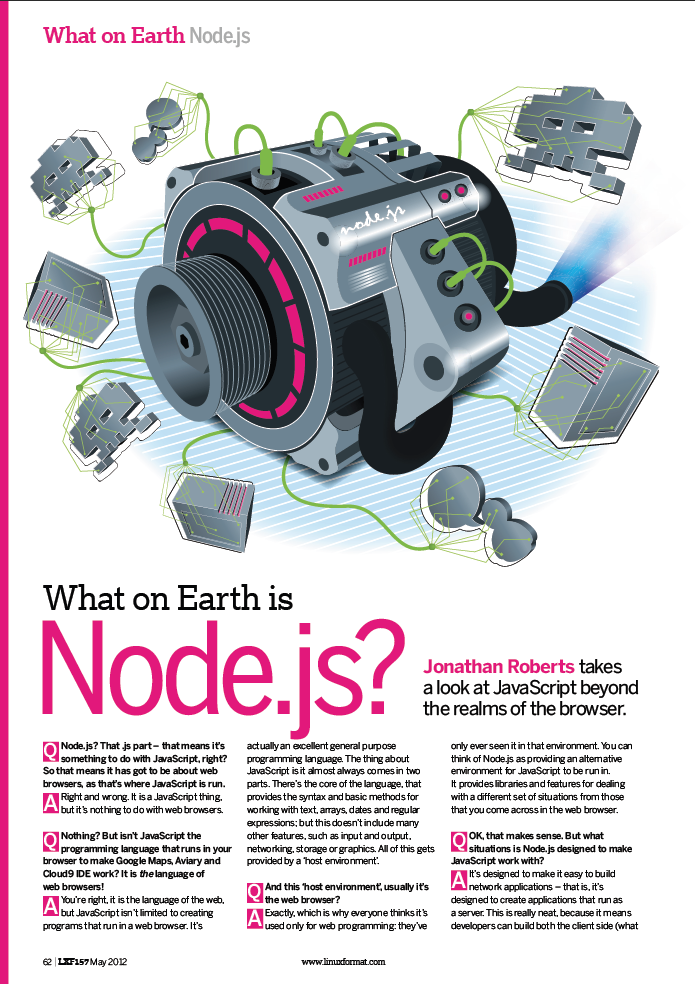 What on Earth Node.js
node.js
What on Earth is
Node.js?
Jonathan Roberts takes
a look at JavaScript beyond
the realms of the browser.
Q Node.js? That .js part – that means it's
something to do with JavaScript, right?
So that means it has got to be about web
browsers, as that's where JavaScript is run.
A Right and wrong. It is a JavaScript thing,
but it's nothing to do with web browsers.
Q Nothing? But isn't JavaScript the
programming language that runs in your
browser to make Google Maps, Aviary and
Cloud9 IDE work? It is the language of
web browsers!
A You're right, it is the language of the web,
but JavaScript isn't limited to creating
programs that run in a web browser. It's
actually an excellent general purpose
programming language. The thing about
JavaScript is it almost always comes in two
parts. There's the core of the language, that
provides the syntax and basic methods for
working with text, arrays, dates and regular
expressions; but this doesn't include many
other features, such as input and output,
networking, storage or graphics. All of this gets
provided by a 'host environment'.
Q And this 'host environment', usually it's
the web browser?
A Exactly, which is why everyone thinks it's
used only for web programming: they've
only ever seen it in that environment. You can
think of Node.js as providing an alternative
environment for JavaScript to be run in.
It provides libraries and features for dealing
with a different set of situations from those
that you come across in the web browser.
Q OK, that makes sense. But what
situations is Node.js designed to make
JavaScript work with?
A It's designed to make it easy to build
network applications – that is, it's
designed to create applications that run as
a server. This is really neat, because it means
developers can build both the client side (what
62 | LXF157 May 2012
www.linuxformat.com